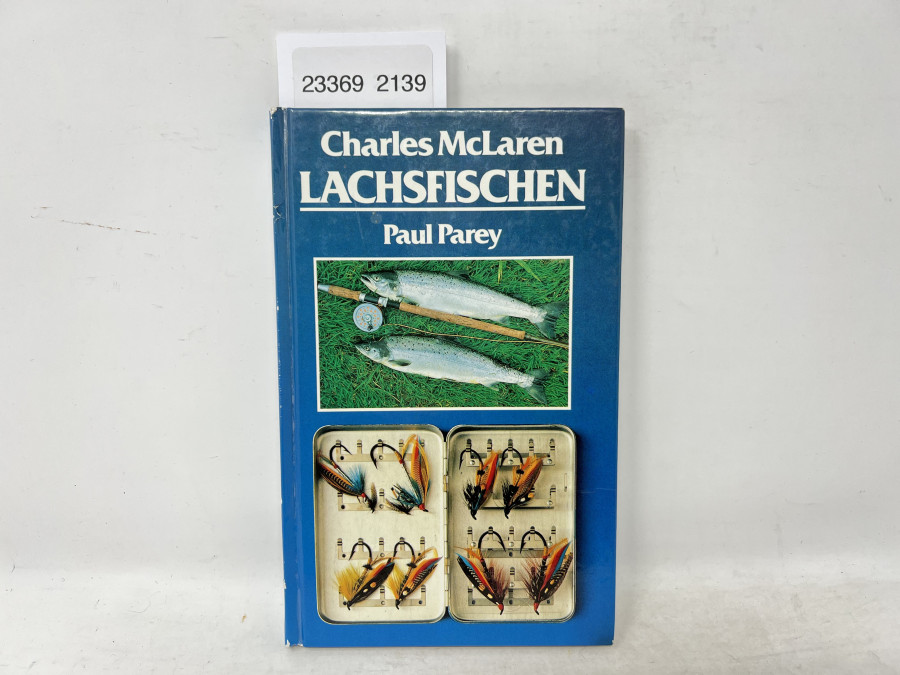 23369 2139
Charles McLaren
LACHSFISCHEN
Paul Parey